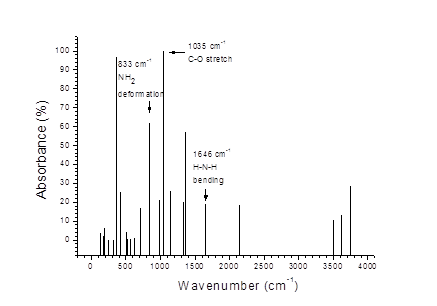 1035 cm⁻¹
C-O stretch
833 cm⁻¹
NH₂
deformation
1646 cm⁻¹
H-N-H
bending
Absorbance (%)
100
90
80
70
60
50
40
30
20
10
0
0 500 1000 1500 2000 2500 3000 3500 4000
Wavenumber (cm⁻¹)